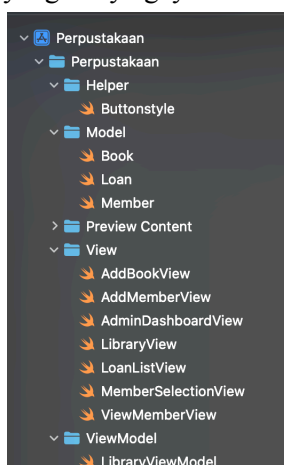 Perpustakaan
Perpustakaan
Helper
Buttonstyle
Model
Book
Loan
Member
Preview Content
View
AddBookView
AddMemberView
AdminDashboardView
LibraryView
LoanListView
MemberSelectionView
ViewMemberView
ViewModel
LibraryViewModel